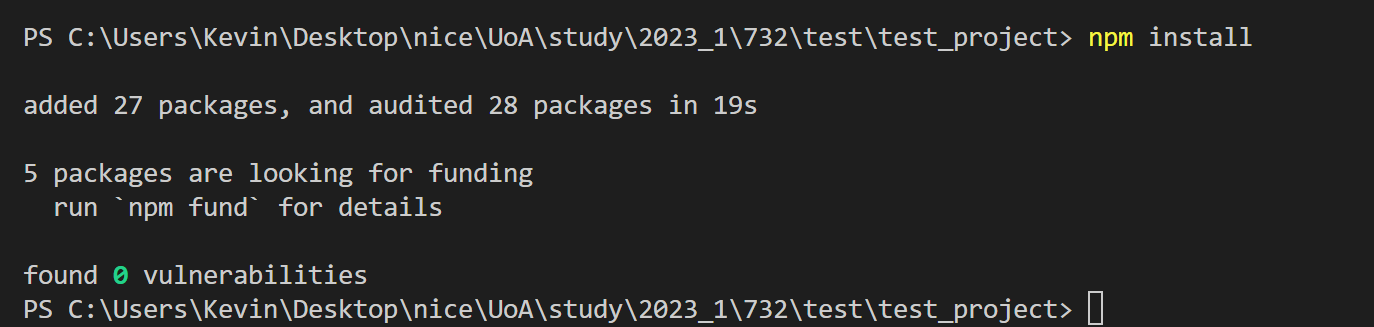 PS C:\Users\Kevin\Desktop\nice\UoA\study\2023_1\732\test\test_project> npm install
added 27 packages, and audited 28 packages in 19s
5 packages are looking for funding
  run `npm fund` for details
found 0 vulnerabilities
PS C:\Users\Kevin\Desktop\nice\UoA\study\2023_1\732\test\test_project>